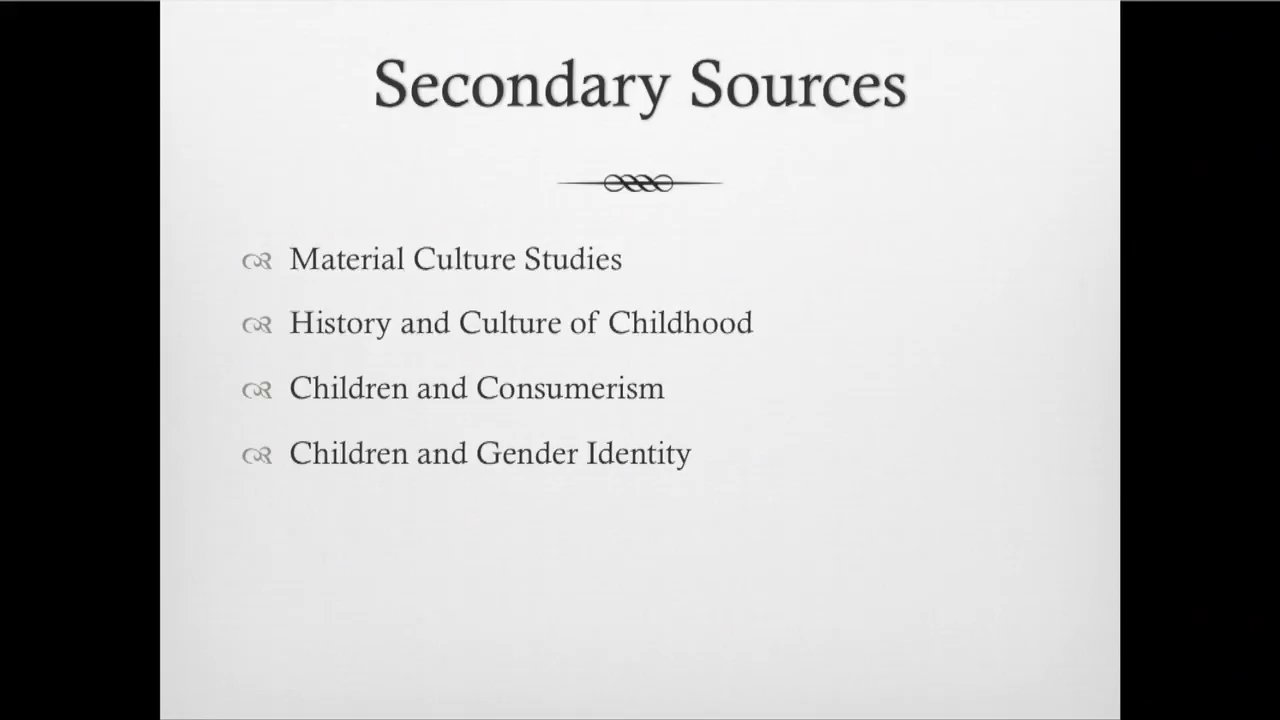 Secondary Sources
Material Culture Studies
History and Culture of Childhood
Children and Consumerism
Children and Gender Identity